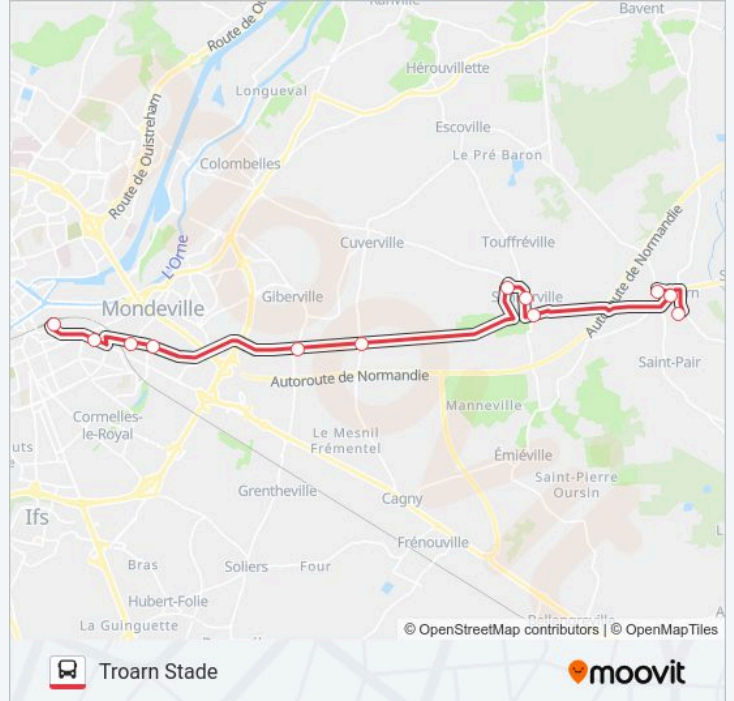 Bavent
Route de
Hérouvillette
Longueval
Route de Ouistreham
Escoville
Le Pré Baron
Colombelles
L'Orne
Cuverville
Touffréville
Autoroute de Normandie
Giberville
Mondeville
Saint-Pair
Autoroute de Normandie
Manneville
Cormelles-
le-Royal
Le Mesnil
Frémentel
Émiéville
Saint-Pierre
Oursin
Grentheville
Cagny
Ifs
Frénouville
Bras
Soliers
Four
Hubert-Folie
La Guinguette
© OpenStreetMap contributors | © OpenMapTiles
Troarn Stade
moovit